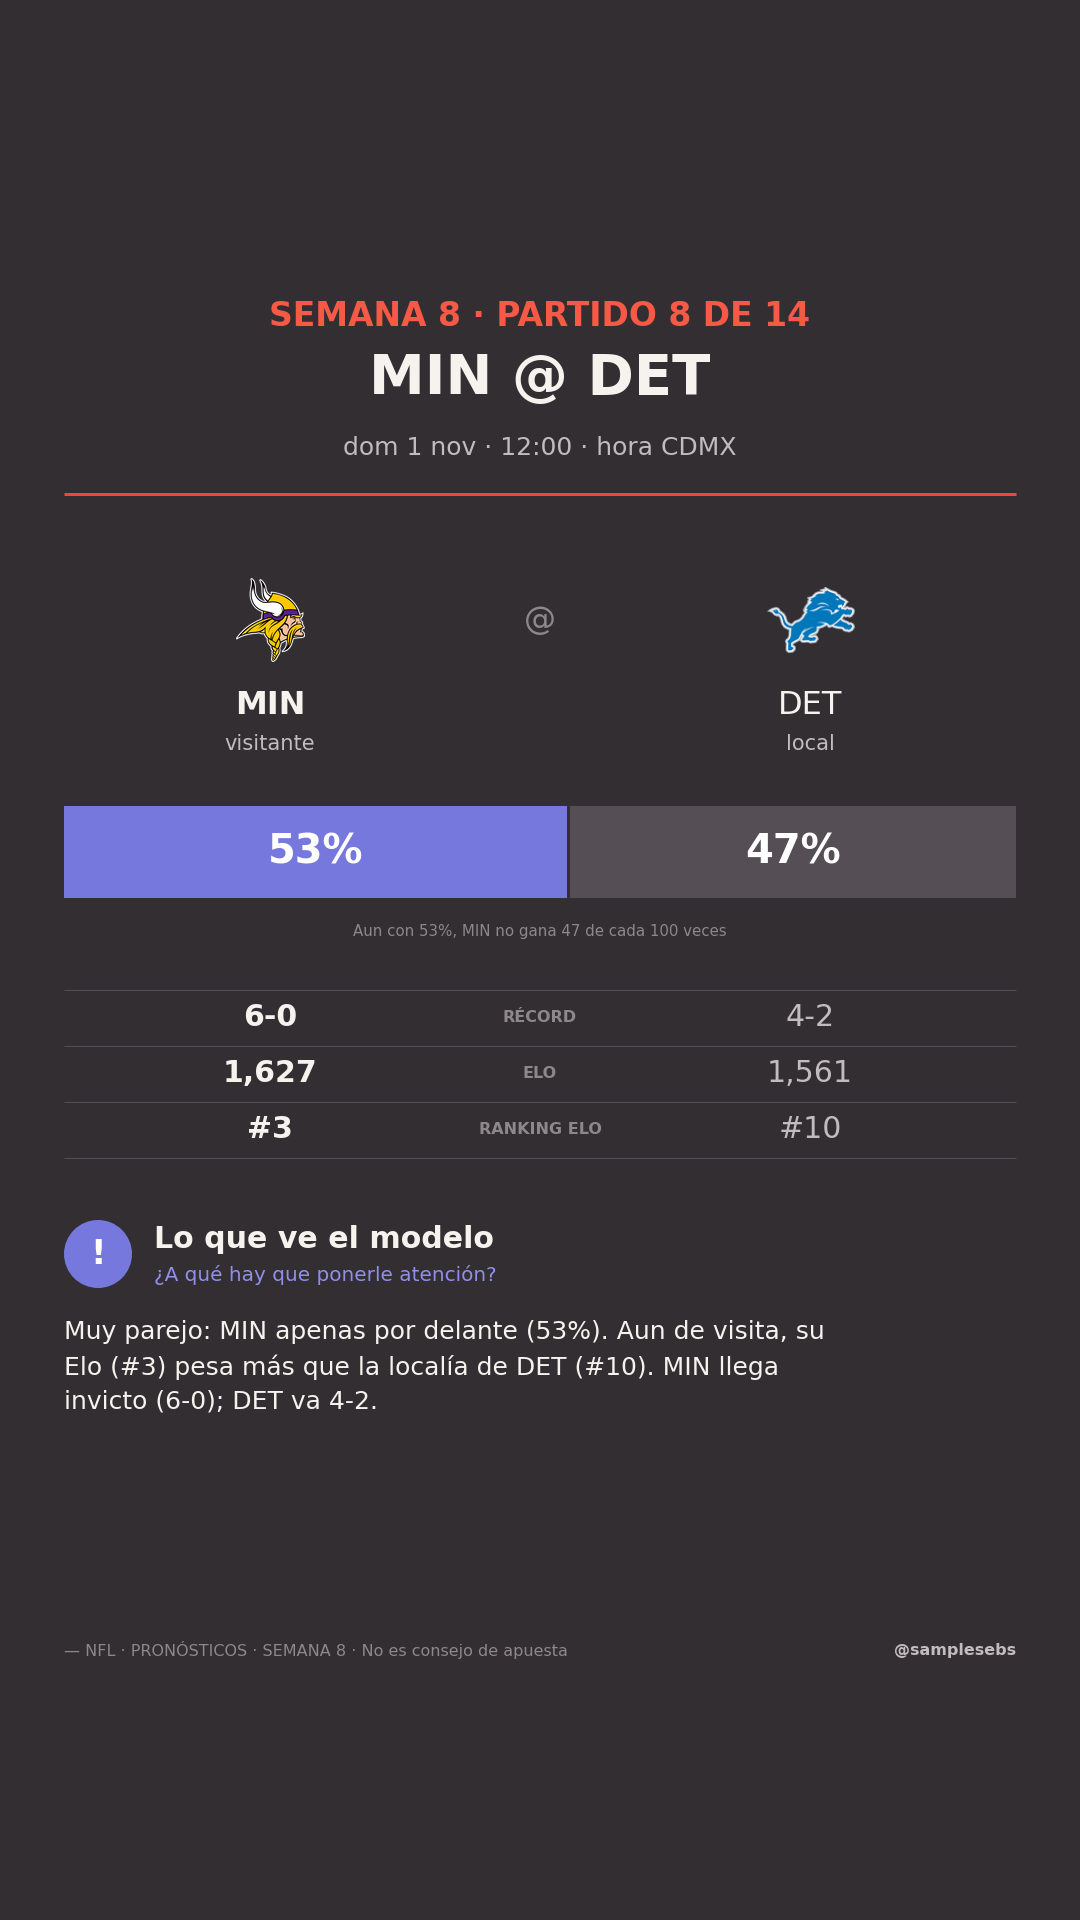 SEMANA 8 · PARTIDO 8 DE 14
MIN @ DET
dom 1 nov · 12:00 · hora CDMX
@
MIN
DET
visitante
local
53%
47%
Aun con 53%, MIN no gana 47 de cada 100 veces
6-0 RÉCORD 4-2
1,627 ELO 1,561
#3 RANKING ELO #10
!
Lo que ve el modelo
¿A qué hay que ponerle atención?
Muy parejo: MIN apenas por delante (53%). Aun de visita, su
Elo (#3) pesa más que la localía de DET (#10). MIN llega
invicto (6-0); DET va 4-2.
— NFL · PRONÓSTICOS · SEMANA 8 · No es consejo de apuesta
@samplesebs